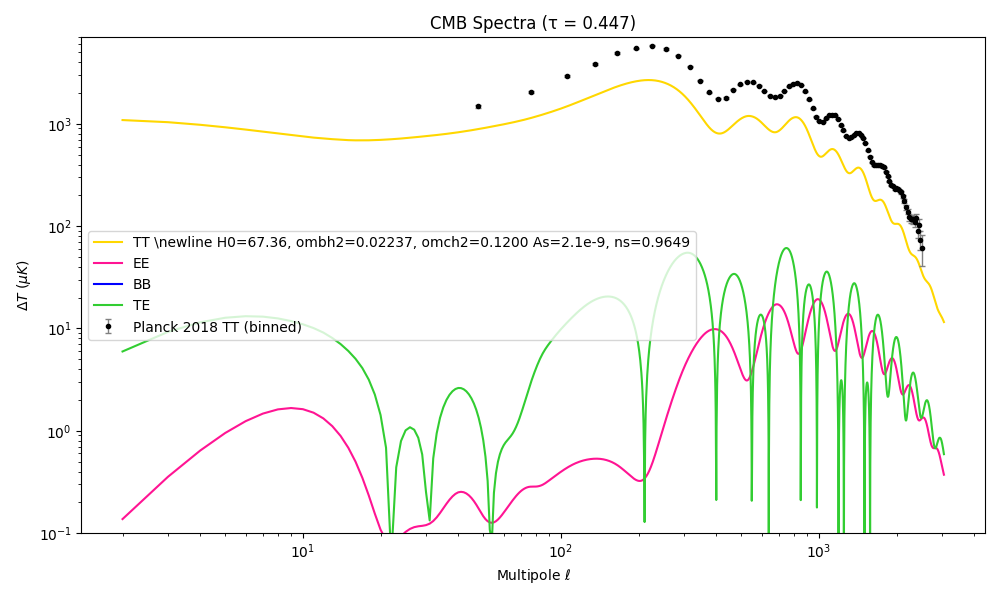 CMB Spectra (τ = 0.447)
10³
10²
10¹
10⁰
10⁻¹
ΔT (μK)
TT \newline H0=67.36, ombh2=0.02237, omch2=0.1200 As=2.1e-9, ns=0.9649
EE
BB
TE
Planck 2018 TT (binned)
10¹ 10² 10³
Multipole ℓ